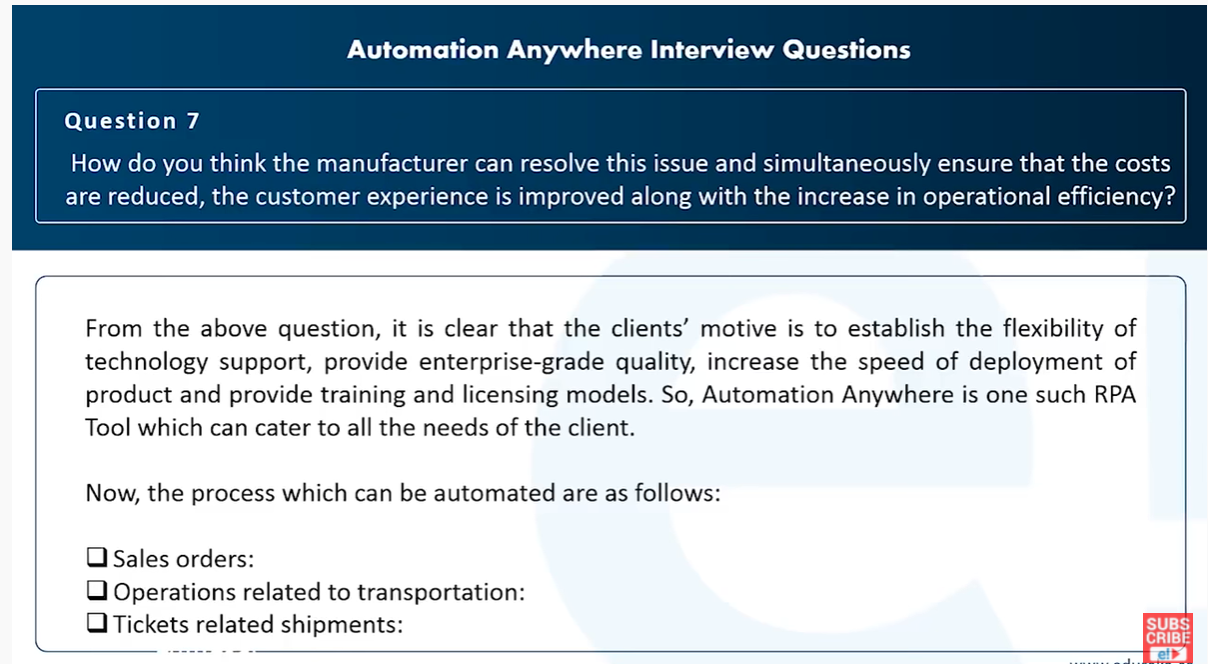 Automation Anywhere Interview Questions
Question 7
How do you think the manufacturer can resolve this issue and simultaneously ensure that the costs
are reduced, the customer experience is improved along with the increase in operational efficiency?
From the above question, it is clear that the clients' motive is to establish the flexibility of
technology support, provide enterprise-grade quality, increase the speed of deployment of
product and provide training and licensing models. So, Automation Anywhere is one such RPA
Tool which can cater to all the needs of the client.
Now, the process which can be automated are as follows:
❑ Sales orders:
❑ Operations related to transportation:
❑ Tickets related shipments:
SUBS
CRIBE
e!